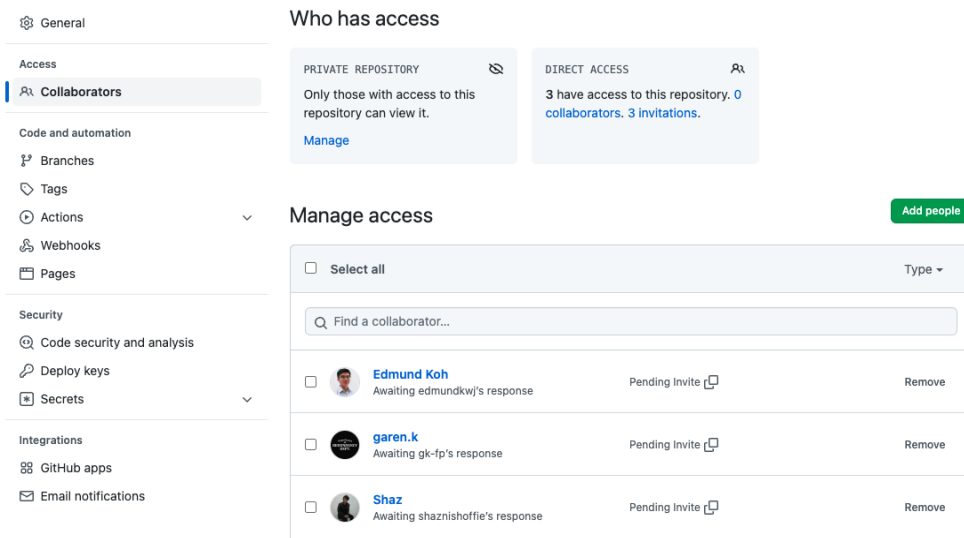 General
Access
Collaborators
Code and automation
Branches
Tags
Actions
Webhooks
Pages
Security
Code security and analysis
Deploy keys
Secrets
Integrations
GitHub apps
Email notifications
Who has access
PRIVATE REPOSITORY
Only those with access to this
repository can view it.
Manage
DIRECT ACCESS
3 have access to this repository. 0
collaborators. 3 invitations.
Manage access
Add people
Select all
Type
Find a collaborator...
Edmund Koh
Awaiting edmundkwj's response
Pending Invite
Remove
garen.k
Awaiting gk-fp's response
Pending Invite
Remove
Shaz
Awaiting shaznishoffie's response
Pending Invite
Remove